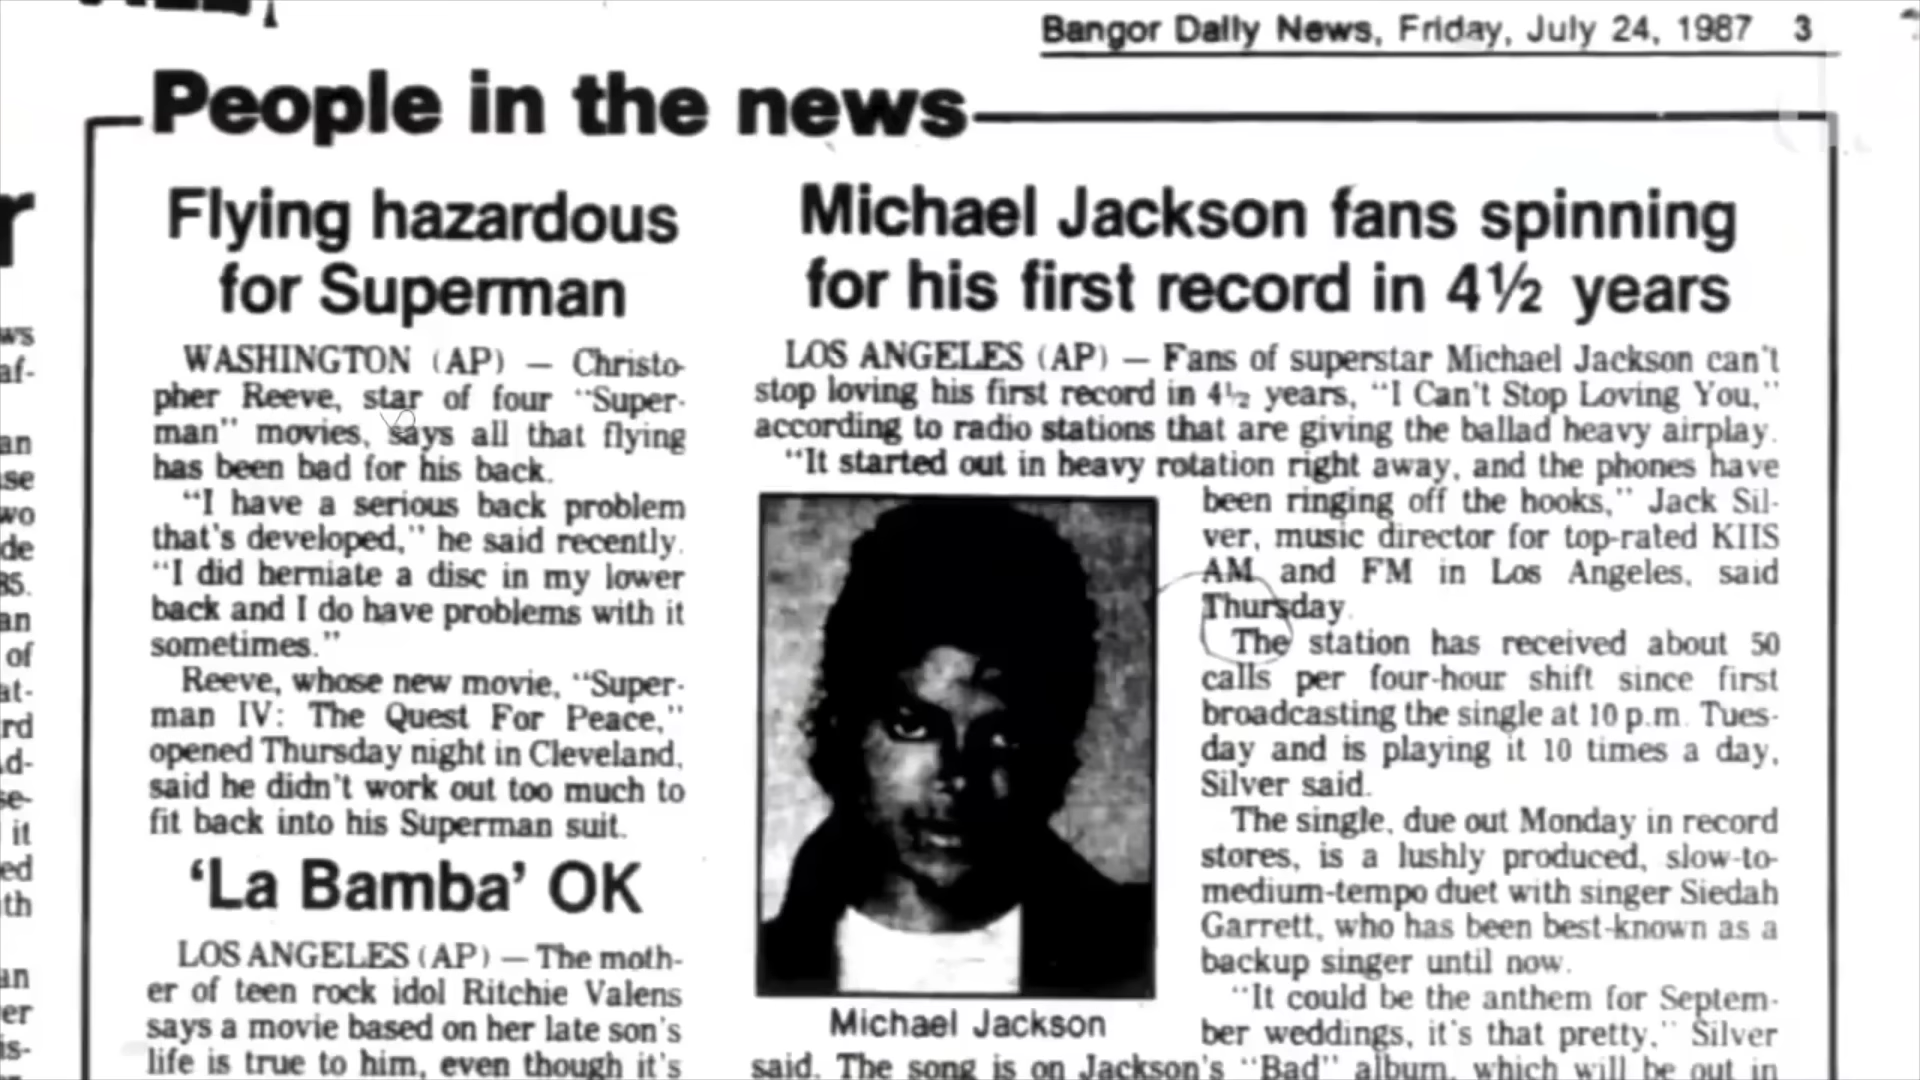 Bangor Daily News, Friday, July 24, 1987 3
People in the news
Flying hazardous
for Superman
WASHINGTON (AP) — Christo-
pher Reeve, star of four "Super-
man" movies, says all that flying
has been bad for his back.
"I have a serious back problem
that's developed," he said recently.
"I did herniate a disc in my lower
back and I do have problems with it
sometimes."
Reeve, whose new movie, "Super-
man IV: The Quest For Peace,"
opened Thursday night in Cleveland,
said he didn't work out too much to
fit back into his Superman suit.
'La Bamba' OK
LOS ANGELES (AP) — The moth-
er of teen rock idol Ritchie Valens
says a movie based on her late son's
life is true to him, even though it's
Michael Jackson fans spinning
for his first record in 4½ years
LOS ANGELES (AP) — Fans of superstar Michael Jackson can't
stop loving his first record in 4½ years, "I Can't Stop Loving You,"
according to radio stations that are giving the ballad heavy airplay.
"It started out in heavy rotation right away, and the phones have
been ringing off the hooks," Jack Sil-
ver, music director for top-rated KIIS
AM and FM in Los Angeles, said
Thursday.
The station has received about 50
calls per four-hour shift since first
broadcasting the single at 10 p.m. Tues-
day and is playing it 10 times a day,
Silver said.
The single, due out Monday in record
stores, is a lushly produced, slow-to-
medium-tempo duet with singer Siedah
Garrett, who has been best-known as a
backup singer until now.
"It could be the anthem for Septem-
ber weddings, it's that pretty," Silver
said. The song is on Jackson's "Bad" album, which will be out in
Michael Jackson